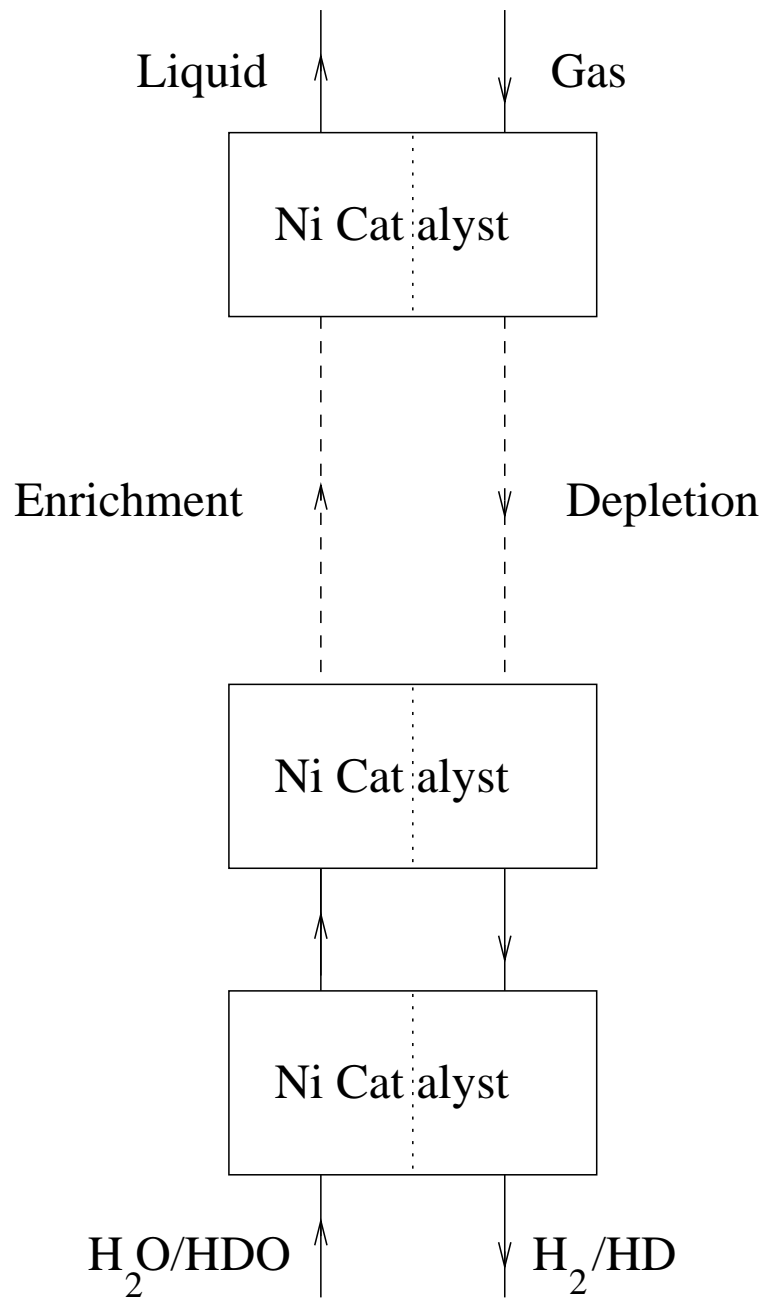 Liquid Gas
Ni Catalyst
Enrichment Depletion
Ni Catalyst
Ni Catalyst
H₂O/HDO H₂/HD